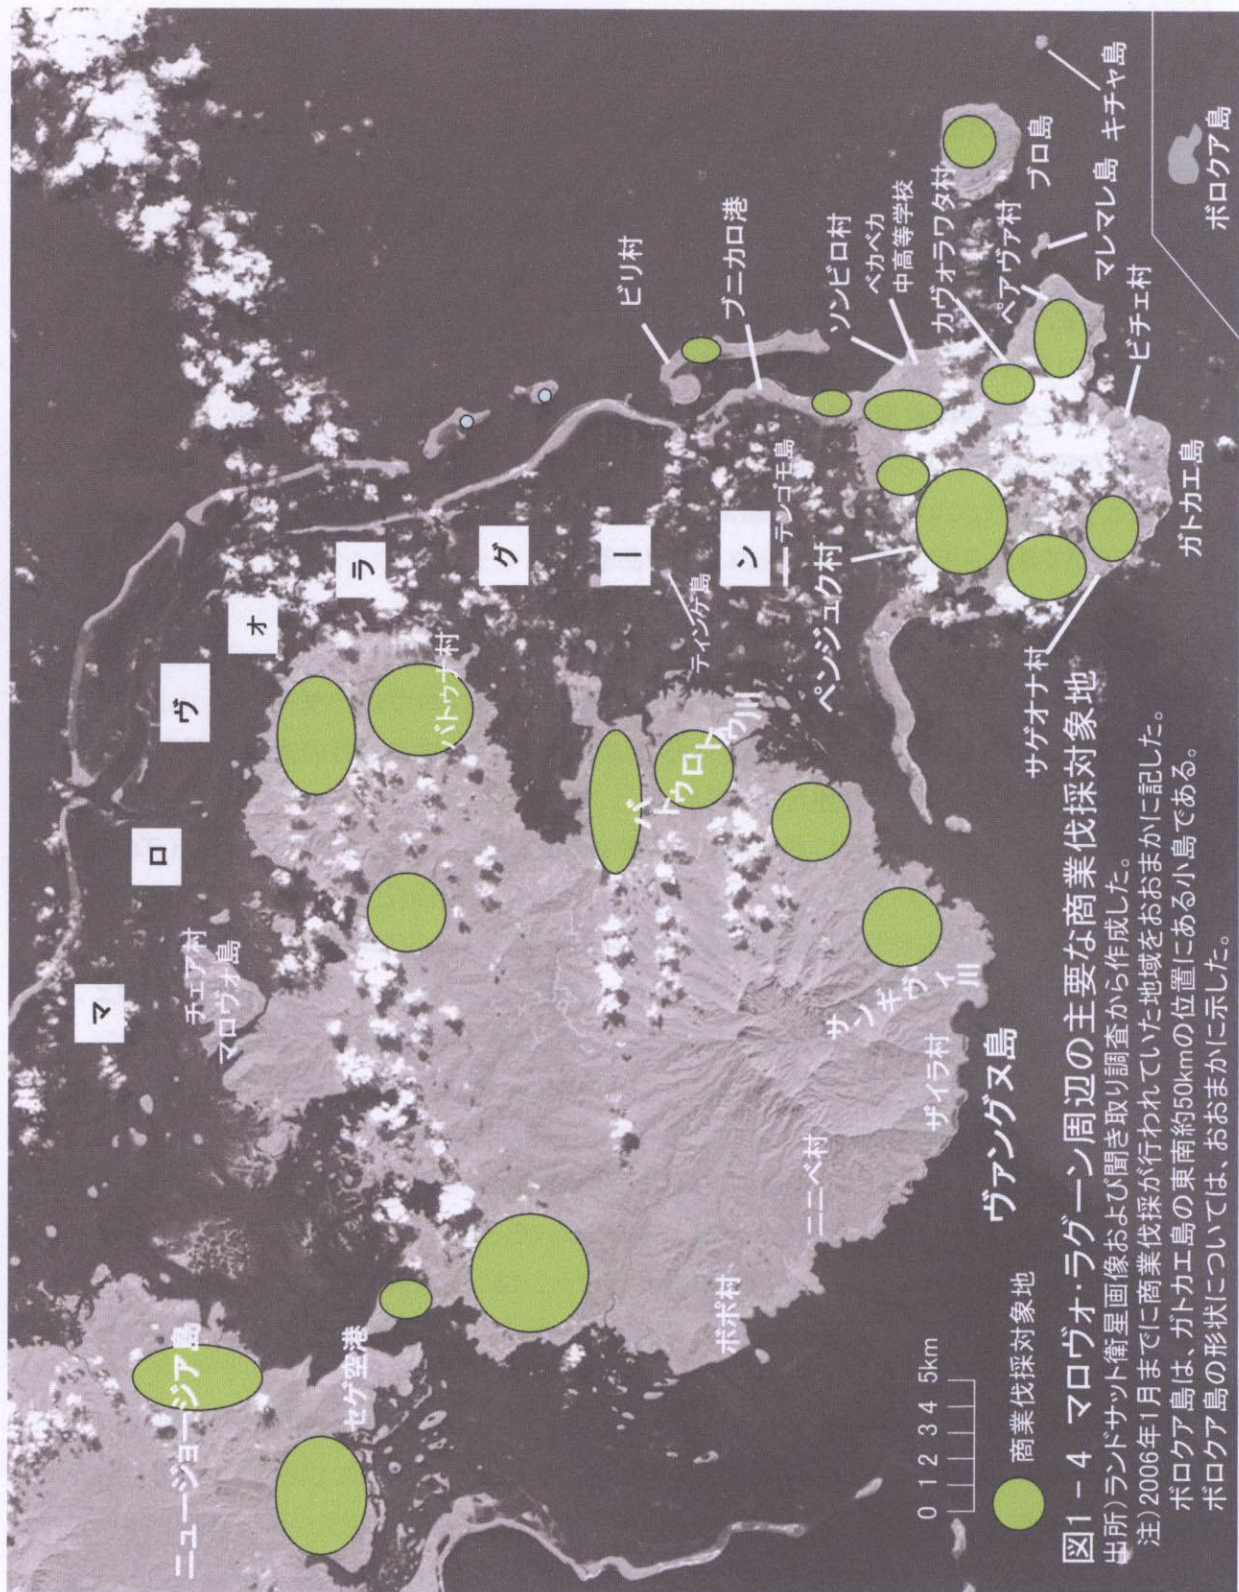 ニュージョージア島
セゲ空港
チェア村
マロヴォ島
マ
ロ
ヴ
ォ
ラ
グ
ー
ン
バトゥナ村
バトゥロトゥ川
ティンゲ島
テンゴモ島
ビリ村
ブニカロ港
ソンビロ村
ペカペカ
中高等学校
カヴォラワタ村
ペアヴァ村
ブロ島
マレマレ島
キチャ島
ボロクア島
ビチェ村
ガトカエ島
ペンジュク村
サゲオナ村
サンギヴィ川
ザイラ村
ニニベ村
ボポ村
ヴァングヌ島
0 1 2 3 4 5km
商業伐採対象地
図1-4 マロヴォ・ラグーン周辺の主要な商業伐採対象地
出所)ランドサット衛星画像および聞き取り調査から作成した。
注)2006年1月までに商業伐採が行われていた地域をおおまかに記した。
ボロクア島は、ガトカエ島の東南約50kmの位置にある小島である。
ボロクア島の形状については、おおまかに示した。